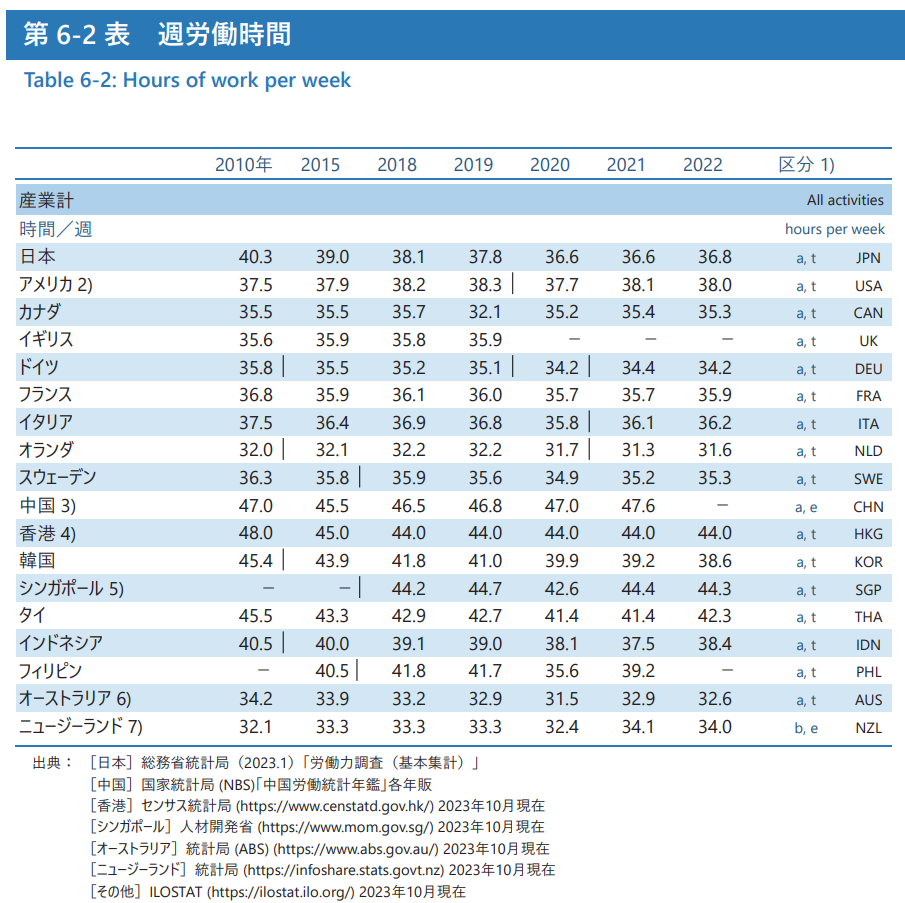 第 6-2 表　週労働時間
Table 6-2: Hours of work per week
2010年 2015 2018 2019 2020 2021 2022 区分 1)
産業計 All activities
時間／週 hours per week
日本 40.3 39.0 38.1 37.8 36.6 36.6 36.8 a, t JPN
アメリカ 2) 37.5 37.9 38.2 38.3 | 37.7 38.1 38.0 a, t USA
カナダ 35.5 35.5 35.7 32.1 35.2 35.4 35.3 a, t CAN
イギリス 35.6 35.9 35.8 35.9 － － － a, t UK
ドイツ 35.8 | 35.5 35.2 35.1 | 34.2 | 34.4 34.2 a, t DEU
フランス 36.8 35.9 36.1 36.0 35.7 35.7 35.9 a, t FRA
イタリア 37.5 36.4 36.9 36.8 35.8 | 36.1 36.2 a, t ITA
オランダ 32.0 | 32.1 32.2 32.2 31.7 | 31.3 31.6 a, t NLD
スウェーデン 36.3 35.8 | 35.9 35.6 34.9 35.2 35.3 a, t SWE
中国 3) 47.0 45.5 46.5 46.8 47.0 47.6 － a, e CHN
香港 4) 48.0 45.0 44.0 44.0 44.0 44.0 44.0 a, t HKG
韓国 45.4 | 43.9 41.8 41.0 39.9 39.2 38.6 a, t KOR
シンガポール 5) － － | 44.2 44.7 42.6 44.4 44.3 a, t SGP
タイ 45.5 43.3 42.9 42.7 41.4 41.4 42.3 a, t THA
インドネシア 40.5 | 40.0 39.1 39.0 38.1 37.5 38.4 a, t IDN
フィリピン － 40.5 | 41.8 41.7 35.6 39.2 － a, t PHL
オーストラリア 6) 34.2 33.9 33.2 32.9 31.5 32.9 32.6 a, t AUS
ニュージーランド 7) 32.1 33.3 33.3 33.3 32.4 34.1 34.0 b, e NZL
出典： ［日本］総務省統計局（2023.1）「労働力調査（基本集計）」
［中国］国家統計局 (NBS)「中国労働統計年鑑」各年版
［香港］センサス統計局 (https://www.censtatd.gov.hk/) 2023年10月現在
［シンガポール］人材開発省 (https://www.mom.gov.sg/) 2023年10月現在
［オーストラリア］統計局 (ABS) (https://www.abs.gov.au/) 2023年10月現在
［ニュージーランド］統計局 (https://infoshare.stats.govt.nz) 2023年10月現在
［その他］ILOSTAT (https://ilostat.ilo.org/) 2023年10月現在